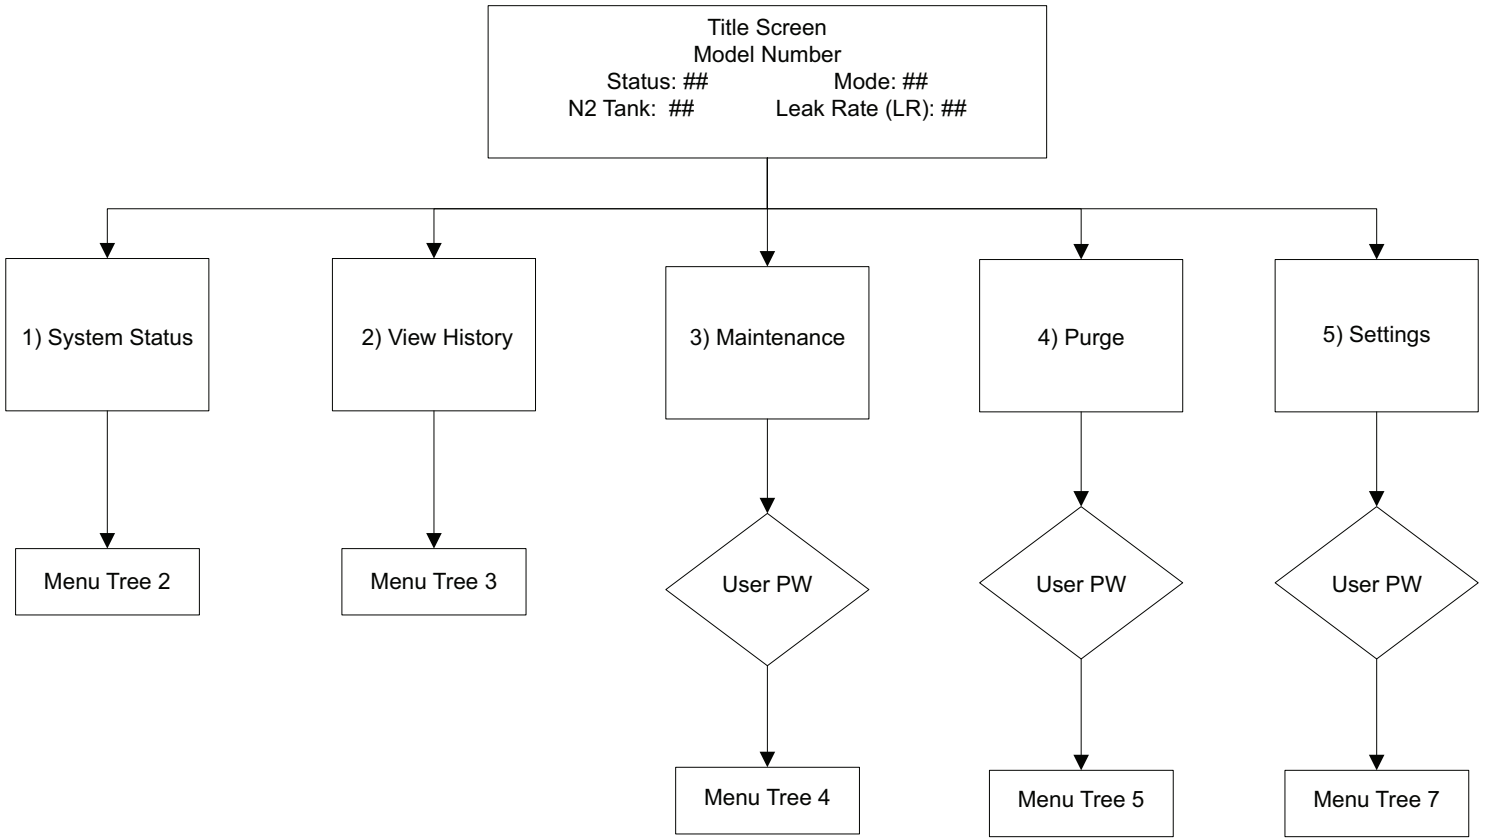 Title Screen
Model Number
Status: ## Mode: ##
N2 Tank: ## Leak Rate (LR): ##
1) System Status
2) View History
3) Maintenance
4) Purge
5) Settings
Menu Tree 2
Menu Tree 3
User PW
User PW
User PW
Menu Tree 4
Menu Tree 5
Menu Tree 7